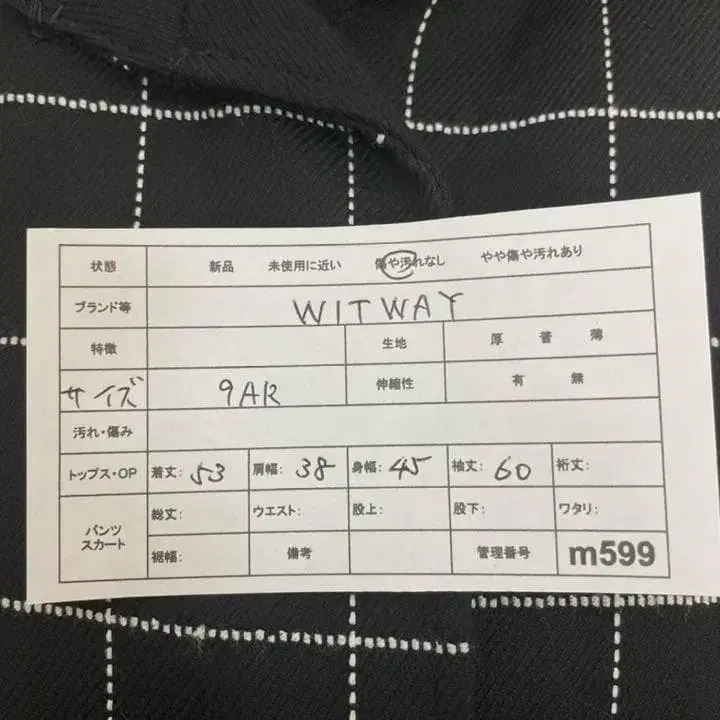 状態 新品 未使用に近い 傷や汚れなし やや傷や汚れあり
ブランド等 WITWAY
特徴 生地 厚 普 薄
サイズ 9AR 伸縮性 有 無
汚れ・傷み
トップス・OP 着丈: 53 肩幅: 38 身幅: 45 袖丈: 60 裄丈:
パンツ スカート 総丈: ウエスト: 股上: 股下: ワタリ:
裾幅: 備考 管理番号 m599